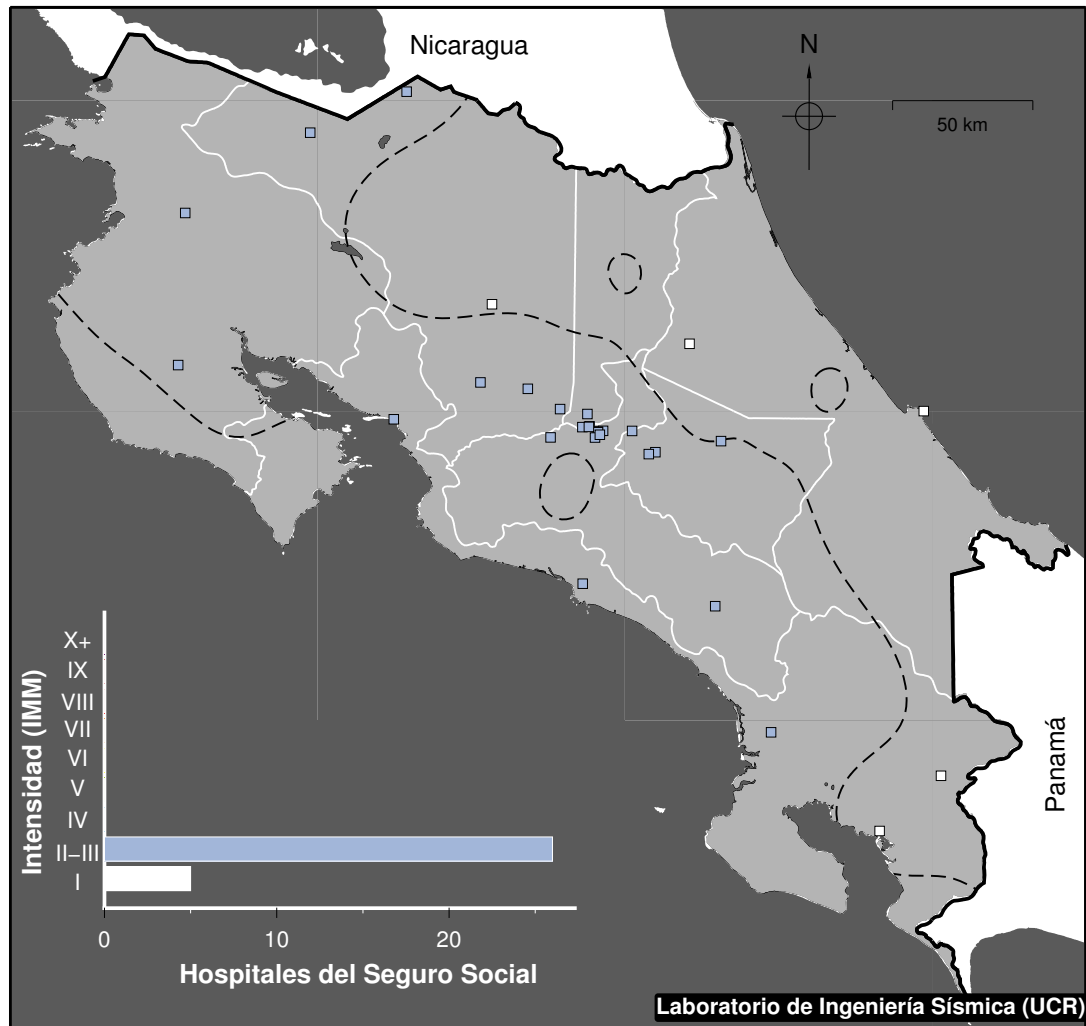 Nicaragua
N
50 km
Panamá
Intensidad (IMM)
X+
IX
VIII
VII
VI
V
IV
II–III
I
0 10 20
Hospitales del Seguro Social
Laboratorio de Ingeniería Sísmica (UCR)